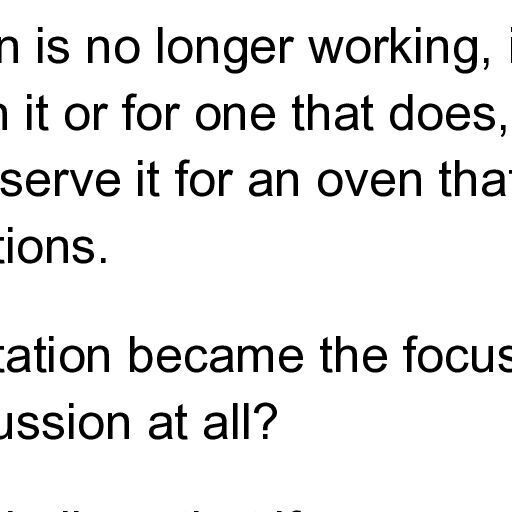 n is no longer working, i
n it or for one that does,
serve it for an oven that
tions.
tation became the focus
ussion at all?